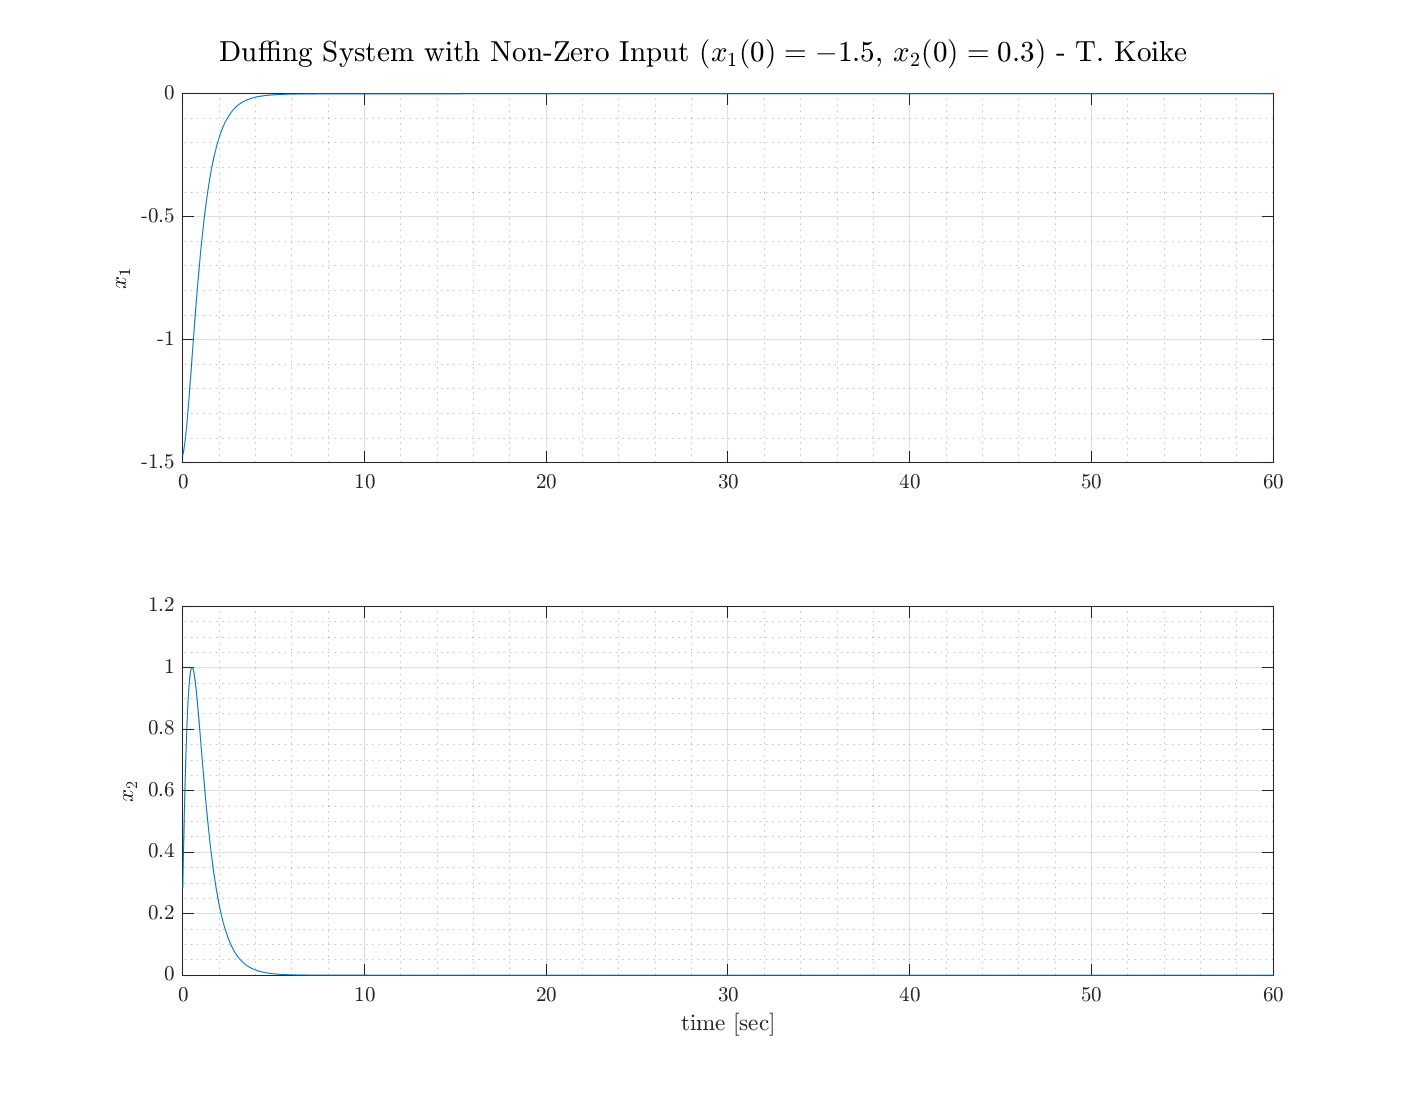 Duffing System with Non-Zero Input (x₁(0) = −1.5, x₂(0) = 0.3) - T. Koike
0
-0.5
-1
-1.5
x₁
0 10 20 30 40 50 60
1.2
1
0.8
0.6
0.4
0.2
0
x₂
0 10 20 30 40 50 60
time [sec]